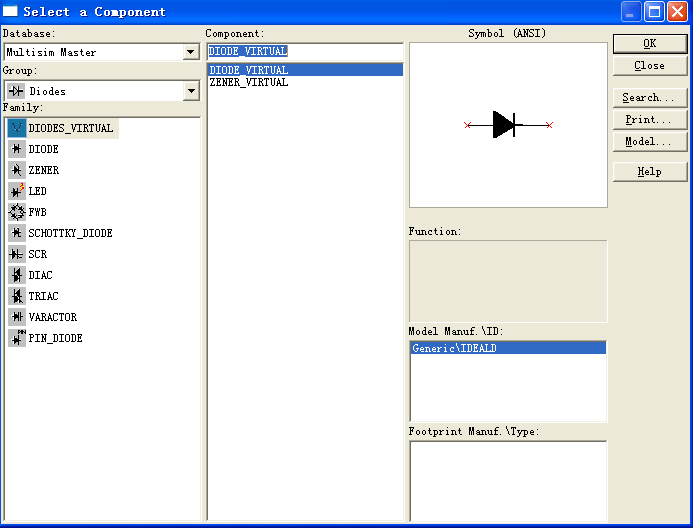 Select a Component
Database:
Multisim Master
Group:
Diodes
Family:
DIODES_VIRTUAL
DIODE
ZENER
LED
FWB
SCHOTTKY_DIODE
SCR
DIAC
TRIAC
VARACTOR
PIN_DIODE
Component:
DIODE_VIRTUAL
DIODE_VIRTUAL
ZENER_VIRTUAL
Symbol (ANSI)
Function:
Model Manuf.\ID:
Generic\IDEALD
Footprint Manuf.\Type:
OK
Close
Search...
Print...
Model...
Help